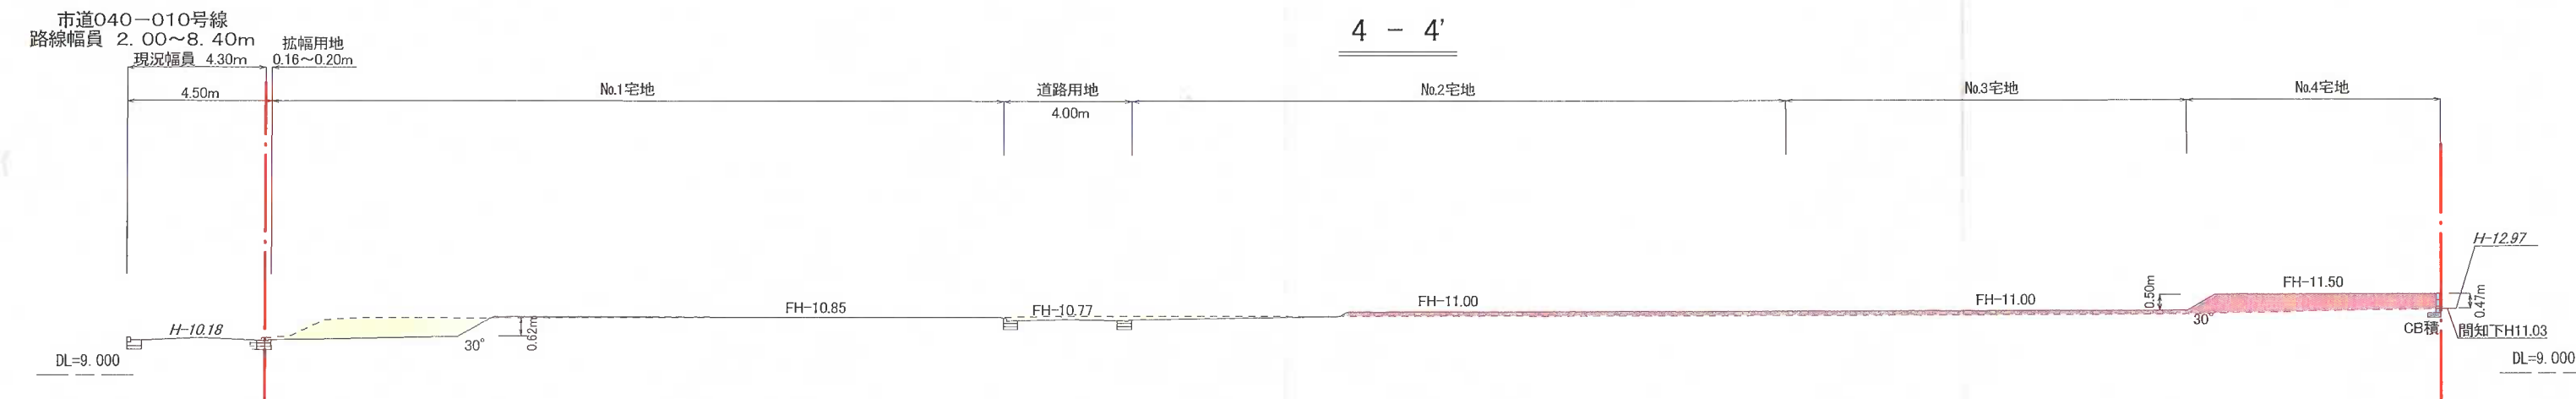 市道040－010号線
路線幅員 2.00～8.40m
現況幅員 4.30m
拡幅用地
0.16～0.20m
4 － 4'
4.50m
No.1宅地
道路用地
4.00m
No.2宅地
No.3宅地
No.4宅地
H-10.18
DL=9.000
30°
0.62m
FH-10.85
FH-10.77
FH-11.00
FH-11.00
0.50m
30°
FH-11.50
0.47m
H-12.97
CB積
間知下H11.03
DL=9.000